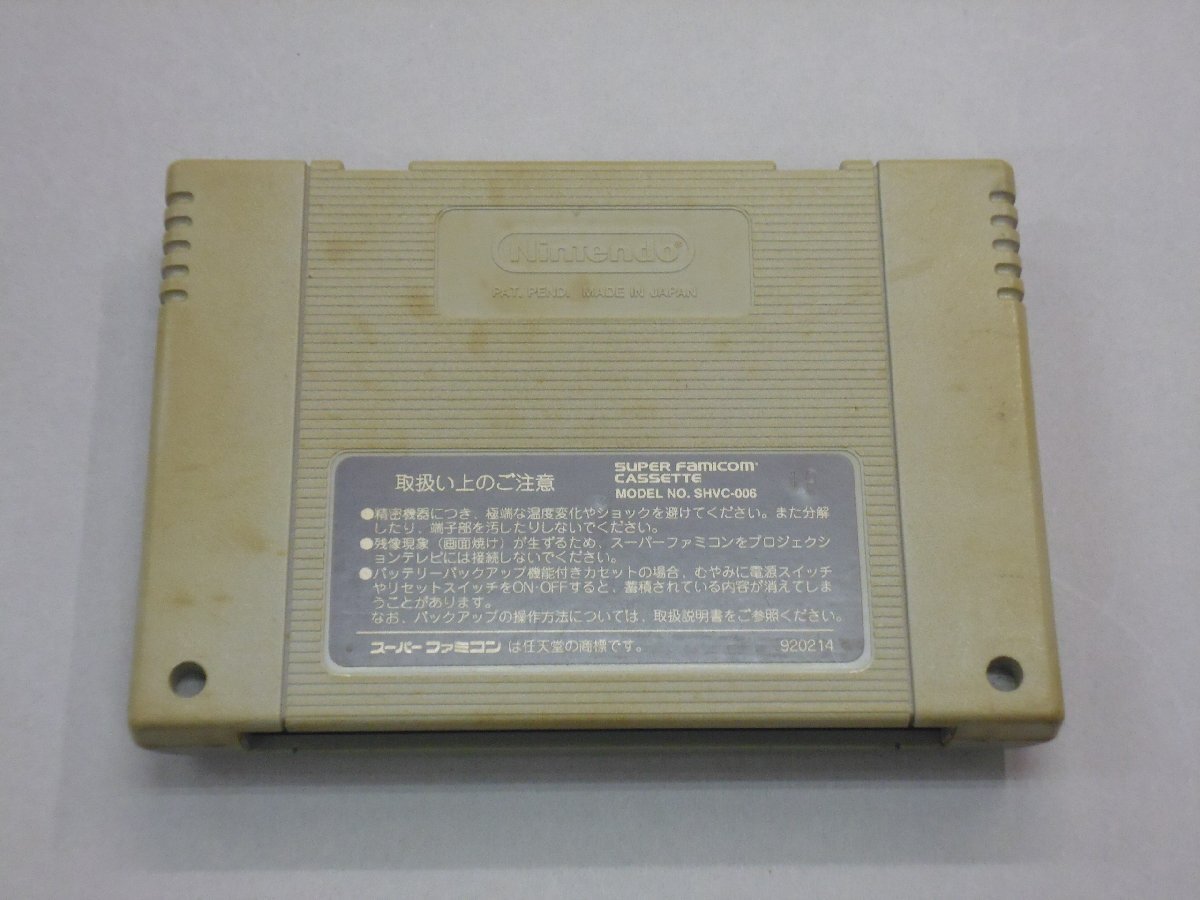 Nintendo®
PAT. PEND. MADE IN JAPAN
取扱い上のご注意
SUPER FAMICOM
CASSETTE
MODEL NO. SHVC-006
●精密機器につき、極端な温度変化やショックを避けてください。また分解
したり、端子部を汚したりしないでください。
●残像現象(画面焼け)が生ずるため、スーパーファミコンをプロジェクシ
ョンテレビには接続しないでください。
●バッテリーバックアップ機能付きカセットの場合、むやみに電源スイッチ
やリセットスイッチをON・OFFすると、蓄積されている内容が消えてしま
うことがあります。
なお、バックアップの操作方法については、取扱説明書をご参照ください。
スーパーファミコンは任天堂の商標です。 920214